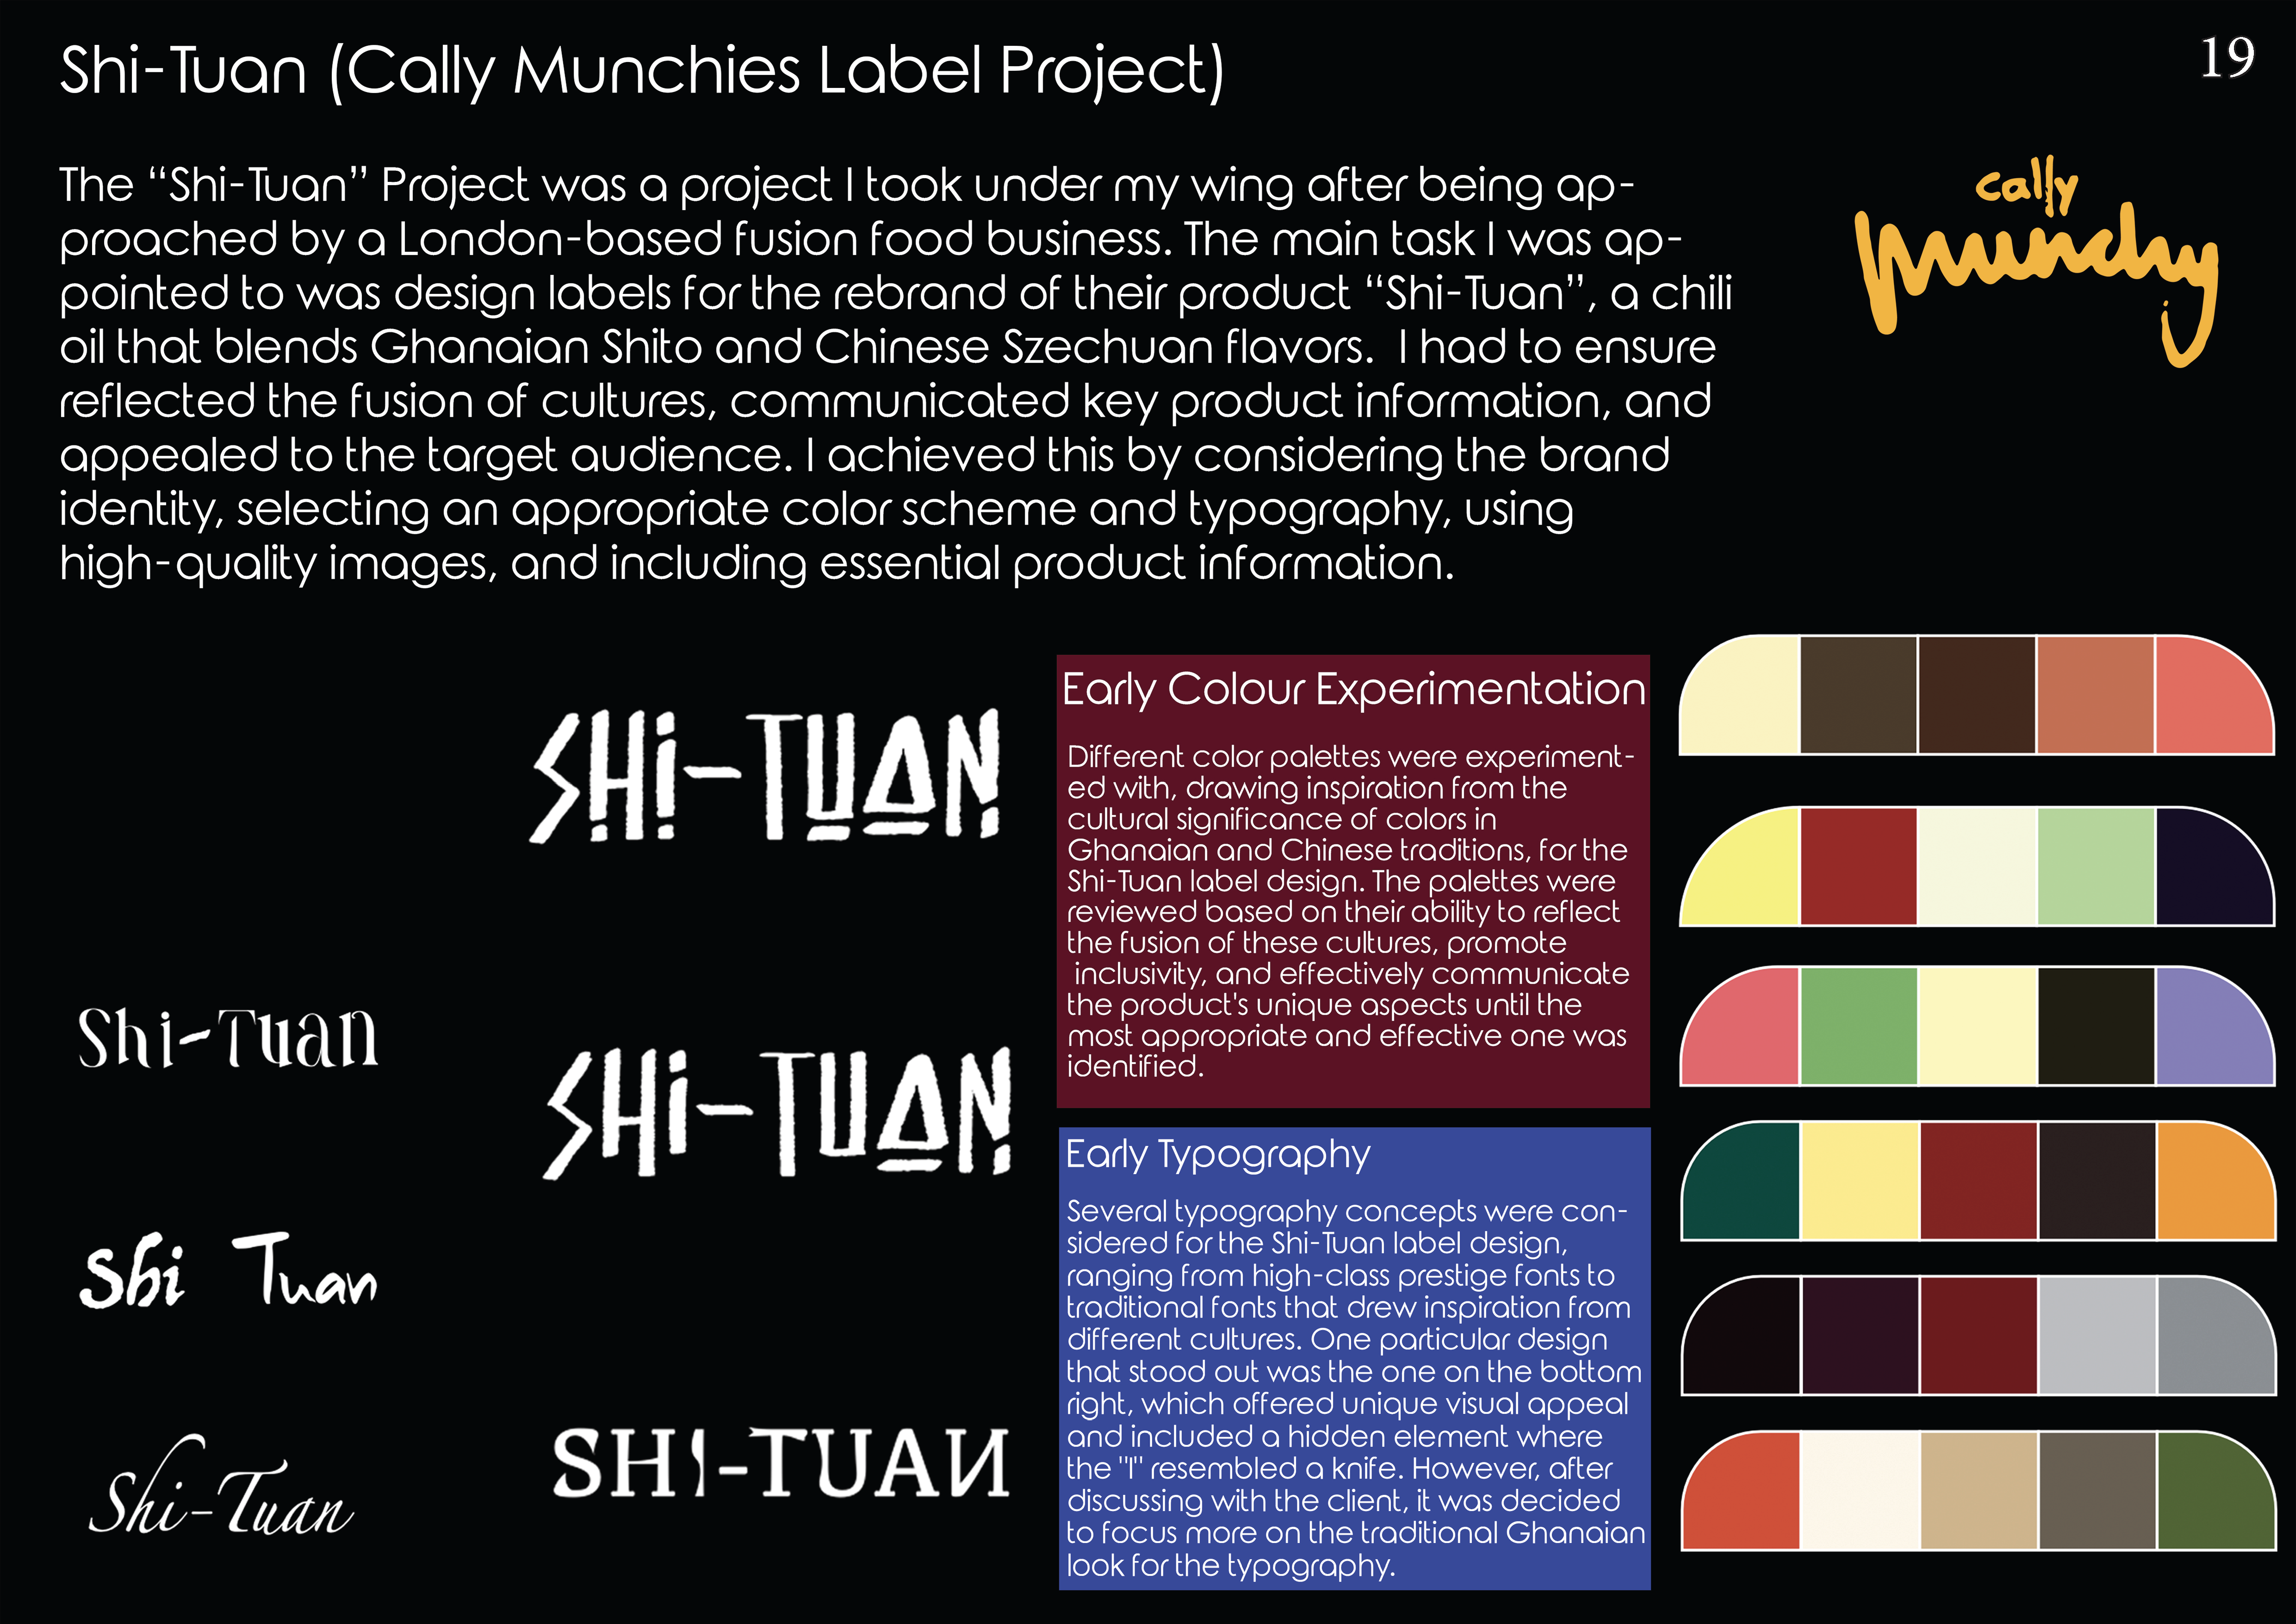 Shi-Tuan (Cally Munchies Label Project)
19
The “Shi-Tuan” Project was a project I took under my wing after being ap-
proached by a London-based fusion food business. The main task I was ap-
pointed to was design labels for the rebrand of their product “Shi-Tuan”, a chili
oil that blends Ghanaian Shito and Chinese Szechuan flavors.  I had to ensure
reflected the fusion of cultures, communicated key product information, and
appealed to the target audience. I achieved this by considering the brand
identity, selecting an appropriate color scheme and typography, using
high-quality images, and including essential product information.
cally
munchy
SHi-TUAN
Shi-Tuan
SHi-TUAN
Shi Tuan
Shi-Tuan
SHI-TUAN
Early Colour Experimentation
Different color palettes were experiment-
ed with, drawing inspiration from the
cultural significance of colors in
Ghanaian and Chinese traditions, for the
Shi-Tuan label design. The palettes were
reviewed based on their ability to reflect
the fusion of these cultures, promote
inclusivity, and effectively communicate
the product's unique aspects until the
most appropriate and effective one was
identified.
Early Typography
Several typography concepts were con-
sidered for the Shi-Tuan label design,
ranging from high-class prestige fonts to
traditional fonts that drew inspiration from
different cultures. One particular design
that stood out was the one on the bottom
right, which offered unique visual appeal
and included a hidden element where
the "I" resembled a knife. However, after
discussing with the client, it was decided
to focus more on the traditional Ghanaian
look for the typography.